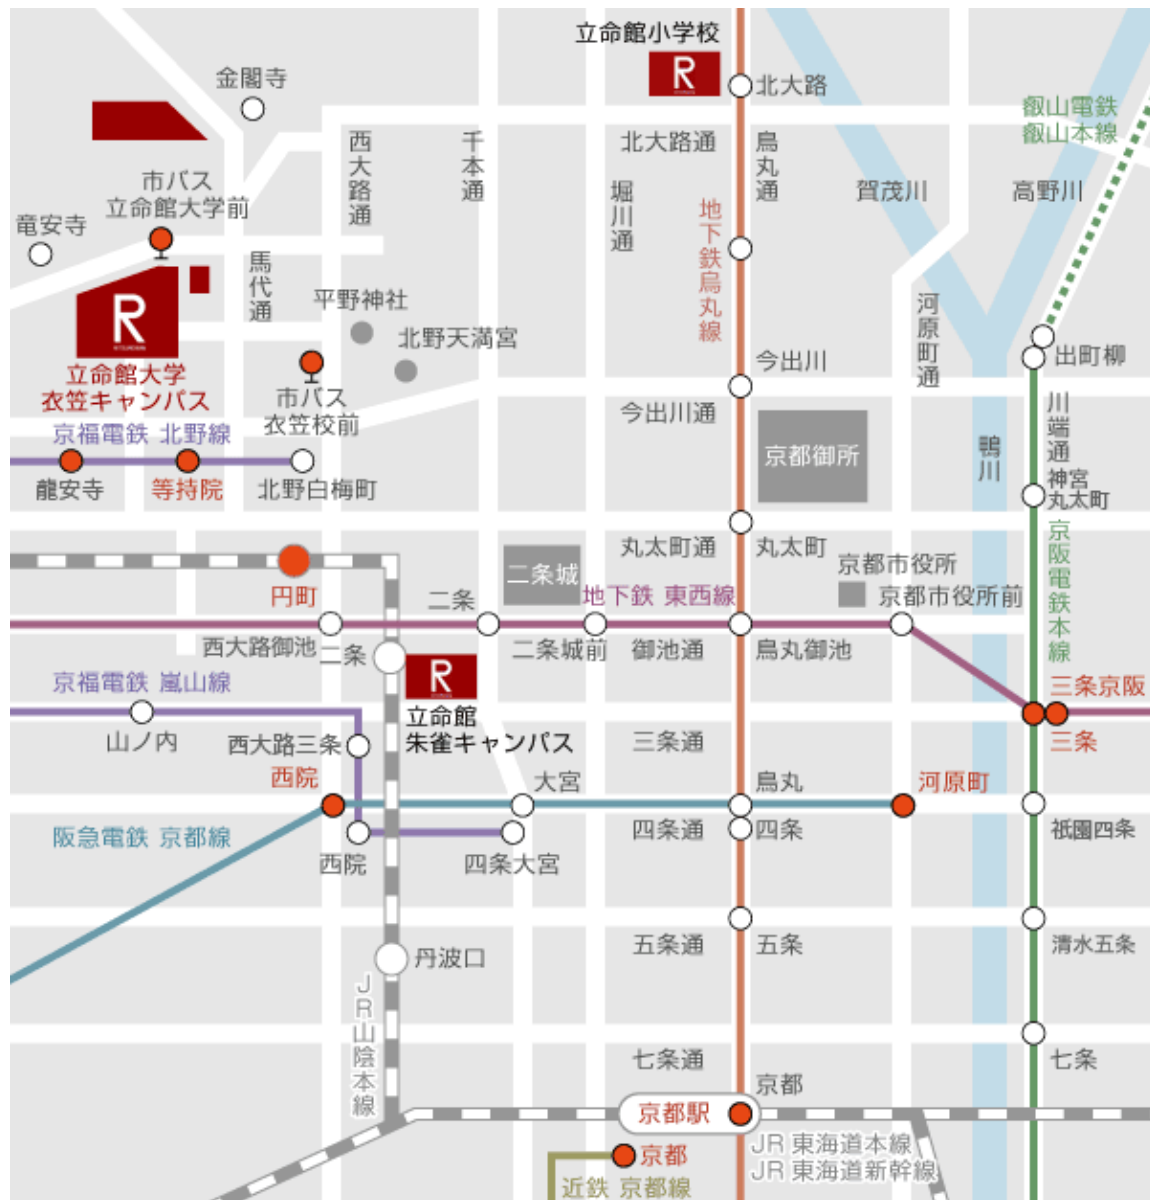 立命館小学校
R
金閣寺
北大路
叡山電鉄
叡山本線
北大路通
西大路通
千本通
烏丸通
堀川通
賀茂川
高野川
市バス
立命館大学前
竜安寺
地下鉄烏丸線
馬代通
平野神社
北野天満宮
河原町通
R
今出川
出町柳
立命館大学
衣笠キャンパス
市バス
衣笠校前
今出川通
川端通
京福電鉄 北野線
京都御所
鴨川
神宮
丸太町
龍安寺
等持院
北野白梅町
京阪電鉄本線
丸太町通
丸太町
二条城
京都市役所
円町
二条
地下鉄 東西線
京都市役所前
西大路御池
二条
二条城前
御池通
烏丸御池
京福電鉄 嵐山線
R
三条京阪
立命館
朱雀キャンパス
山ノ内
西大路三条
三条通
三条
西院
大宮
烏丸
河原町
阪急電鉄 京都線
四条通
四条
祇園四条
西院
四条大宮
五条通
五条
清水五条
丹波口
JR山陰本線
七条通
七条
京都
京都駅
JR 東海道本線
JR 東海道新幹線
京都
近鉄 京都線